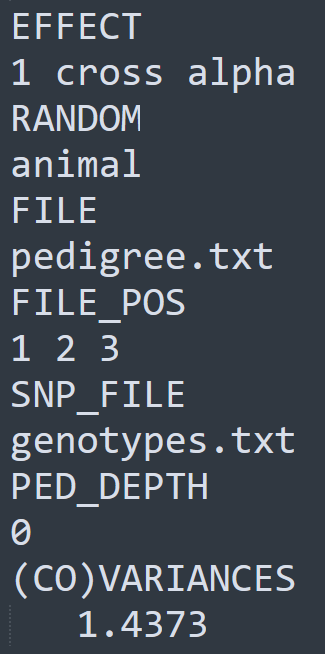 EFFECT
1 cross alpha
RANDOM
animal
FILE
pedigree.txt
FILE_POS
1 2 3
SNP_FILE
genotypes.txt
PED_DEPTH
0
(CO)VARIANCES
1.4373